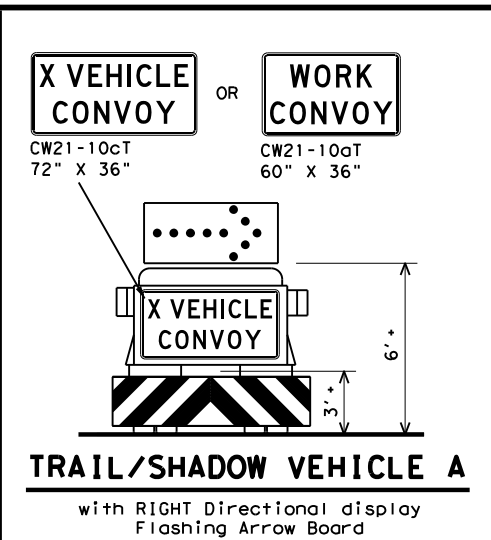 X VEHICLE
CONVOY
OR
WORK
CONVOY
CW21-10cT
72" X 36"
CW21-10aT
60" X 36"
X VEHICLE
CONVOY
6'+
3'+
TRAIL/SHADOW VEHICLE A
with RIGHT Directional display
Flashing Arrow Board